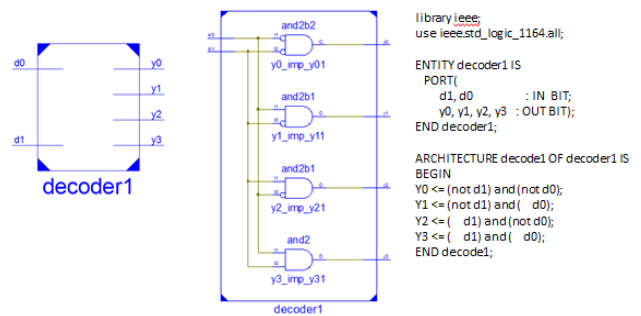 d0
d1
y0
y1
y2
y3
decoder1
and2b2
y0_imp_y01
and2b1
y1_imp_y11
and2b1
y2_imp_y21
and2
y3_imp_y31
decoder1
library ieee;
use ieee.std_logic_1164.all;
ENTITY decoder1 IS
PORT(
d1, d0 : IN BIT;
y0, y1, y2, y3 : OUT BIT);
END decoder1;
ARCHITECTURE decode1 OF decoder1 IS
BEGIN
Y0 <= (not d1) and (not d0);
Y1 <= (not d1) and ( d0);
Y2 <= ( d1) and (not d0);
Y3 <= ( d1) and ( d0);
END decode1;